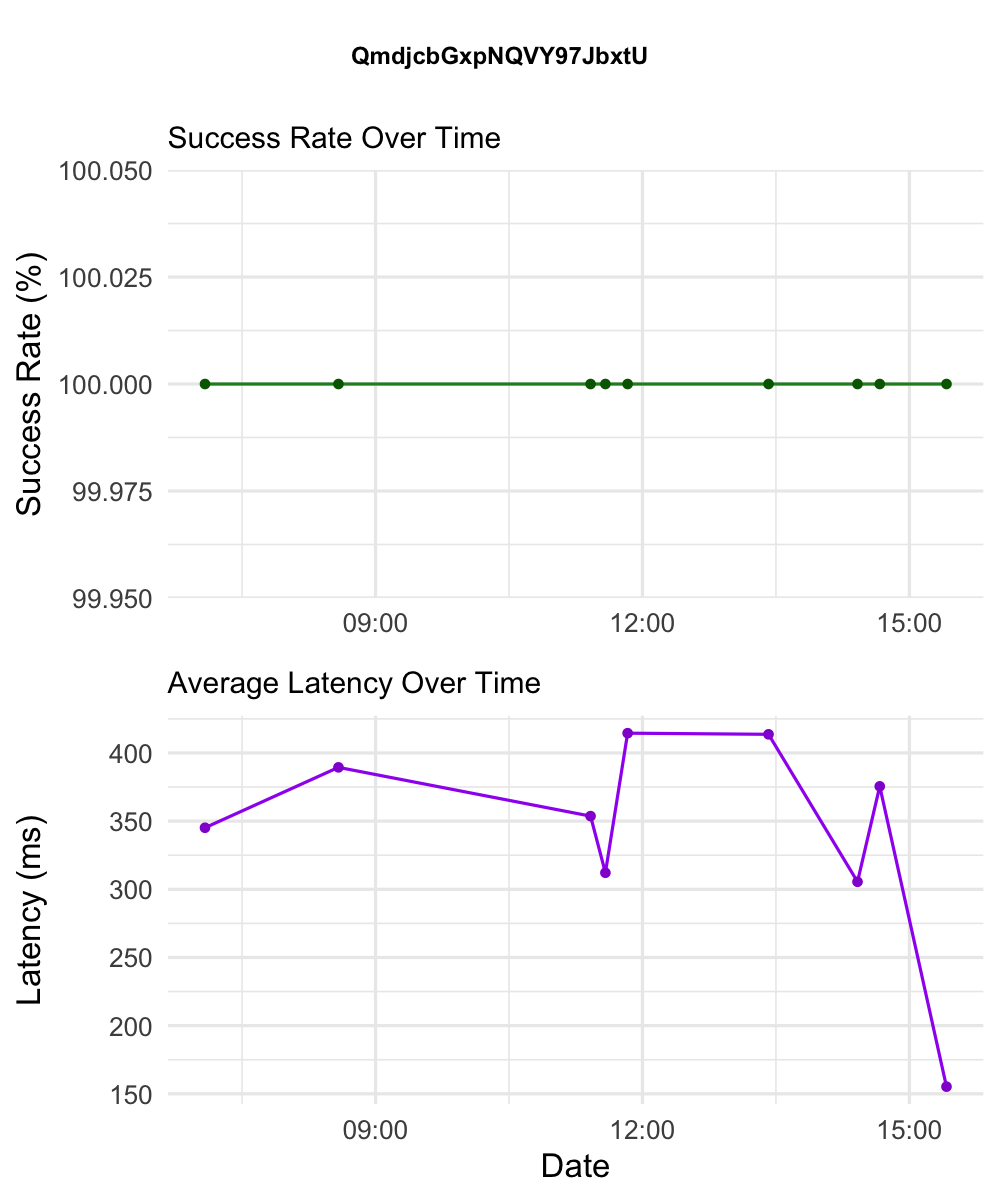 QmdjcbGxpNQVY97JbxtU
Success Rate Over Time
Success Rate (%)
100.050
100.025
100.000
99.975
99.950
09:00 12:00 15:00
Average Latency Over Time
Latency (ms)
400
350
300
250
200
150
09:00 12:00 15:00
Date